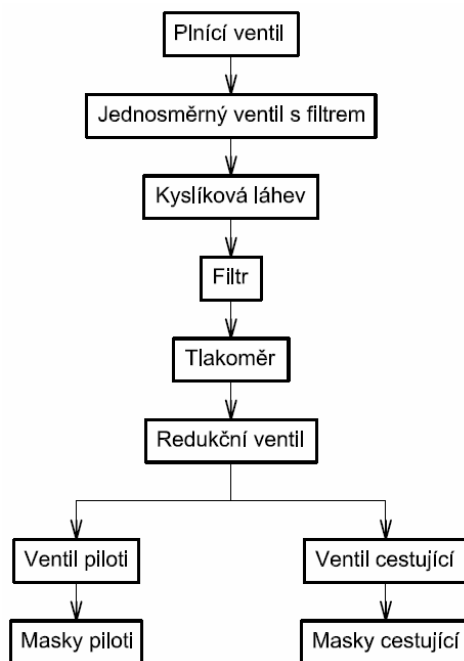 Plnící ventil
Jednosměrný ventil s filtrem
Kyslíková láhev
Filtr
Tlakoměr
Redukční ventil
Ventil piloti
Ventil cestující
Masky piloti
Masky cestující